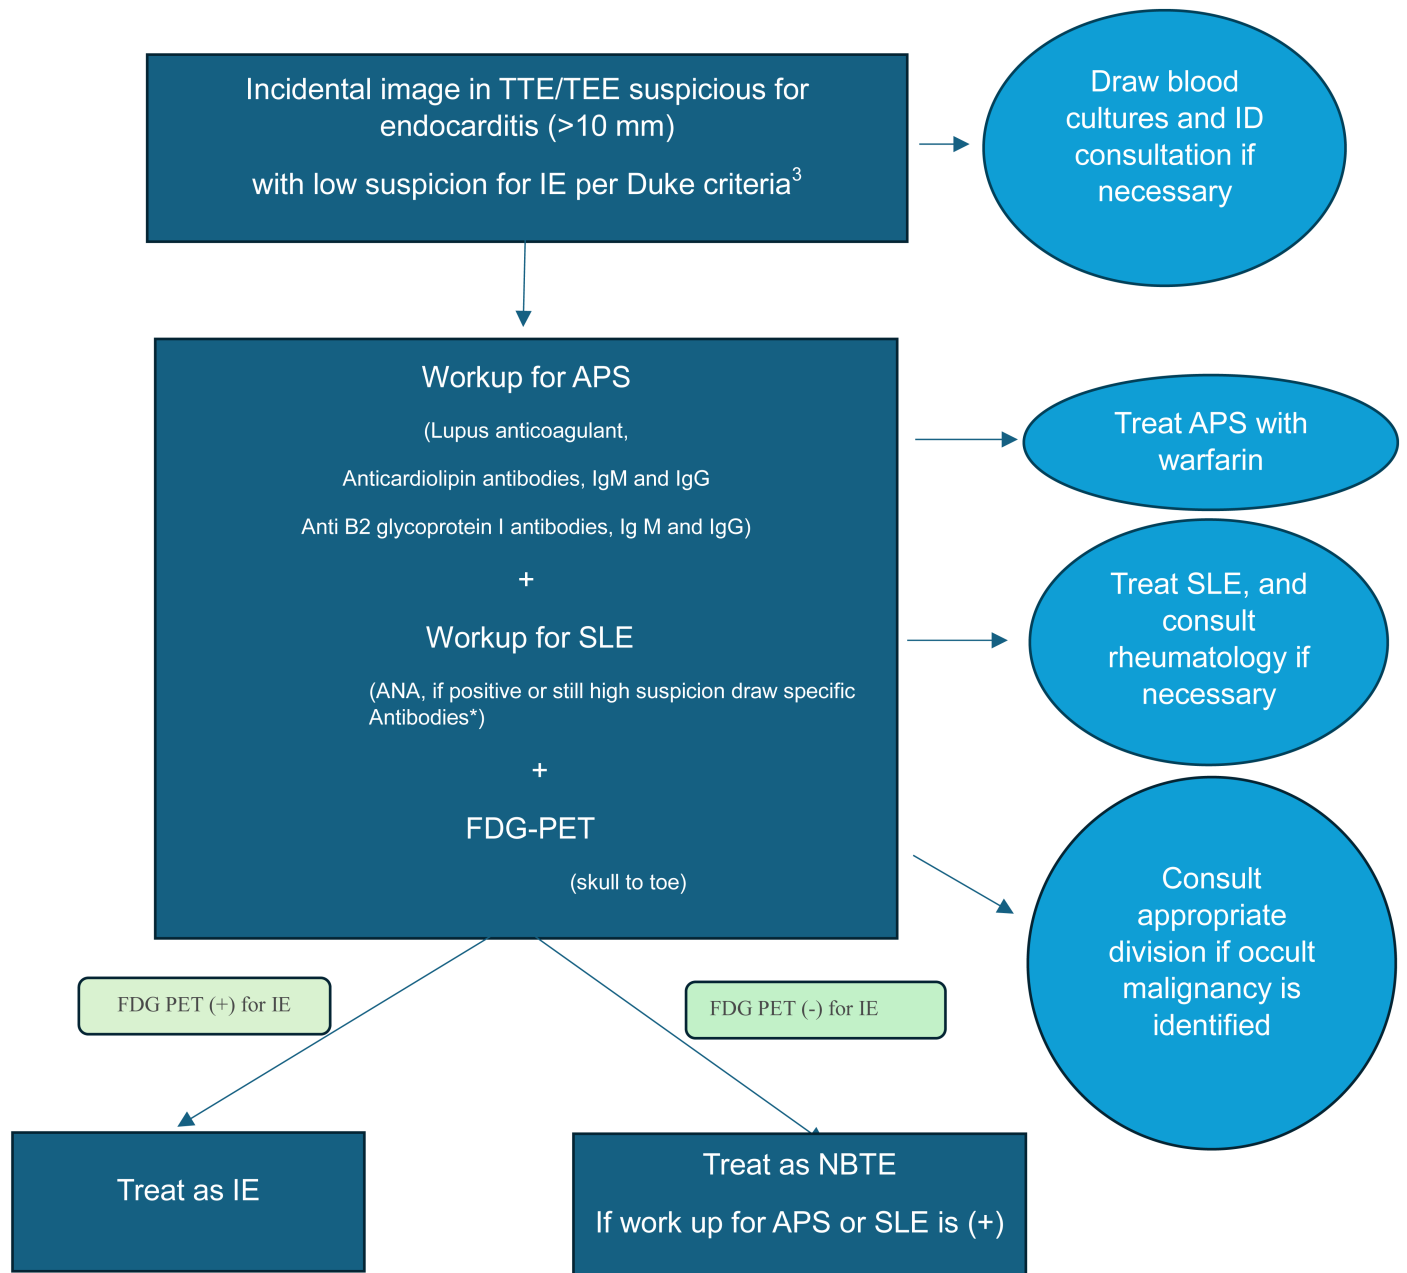 Incidental image in TTE/TEE suspicious for
endocarditis (>10 mm)
with low suspicion for IE per Duke criteria3
Draw blood
cultures and ID
consultation if
necessary
Workup for APS
(Lupus anticoagulant,
Anticardiolipin antibodies, IgM and IgG
Anti B2 glycoprotein I antibodies, Ig M and IgG)
+
Workup for SLE
(ANA, if positive or still high suspicion draw specific
Antibodies*)
+
FDG-PET
(skull to toe)
Treat APS with
warfarin
Treat SLE, and
consult
rheumatology if
necessary
Consult
appropriate
division if occult
malignancy is
identified
FDG PET (+) for IE
FDG PET (-) for IE
Treat as IE
Treat as NBTE
If work up for APS or SLE is (+)